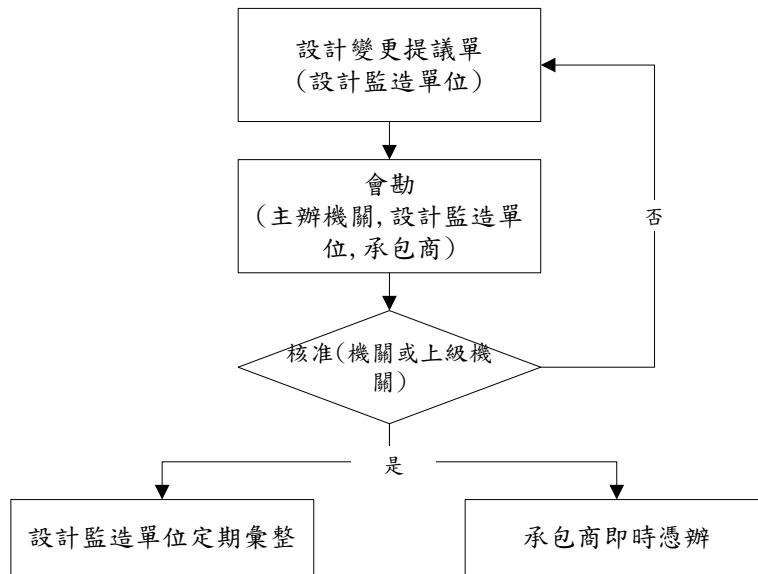 設計變更提議單
(設計監造單位)
會勘
(主辦機關,設計監造單
位,承包商)
否
核准(機關或上級機
關)
是
設計監造單位定期彙整
承包商即時憑辦